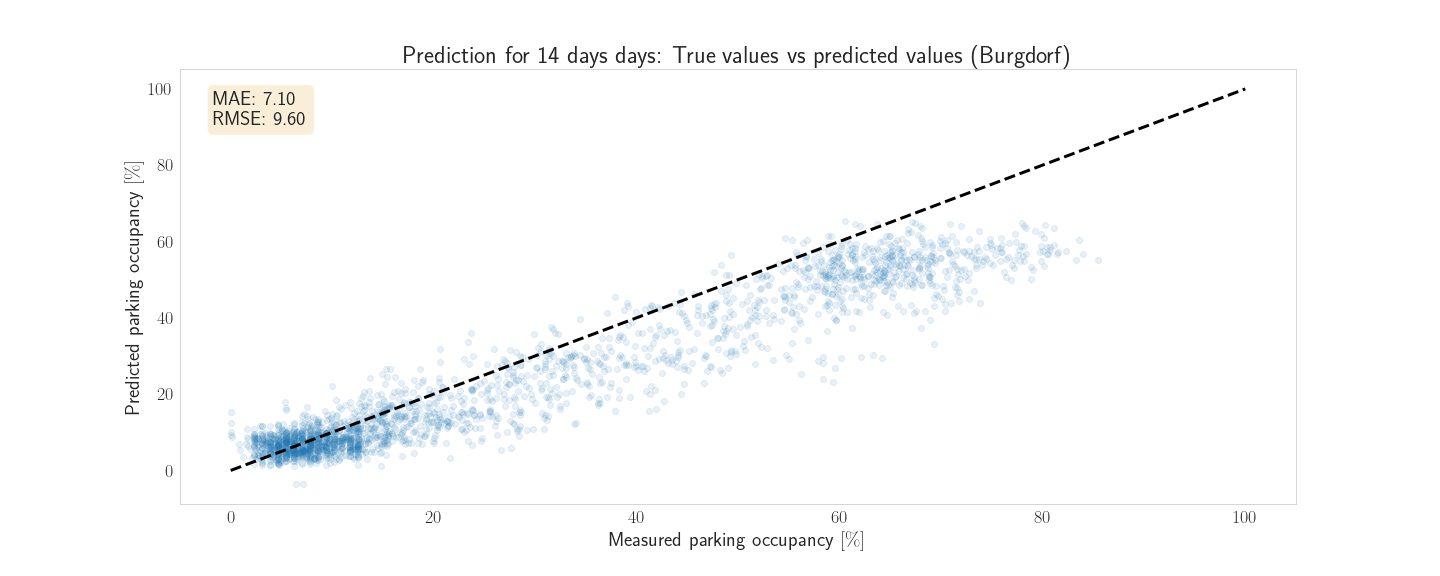 Prediction for 14 days days: True values vs predicted values (Burgdorf)
MAE: 7.10
RMSE: 9.60
Predicted parking occupancy [%]
100
80
60
40
20
0
0 20 40 60 80 100
Measured parking occupancy [%]